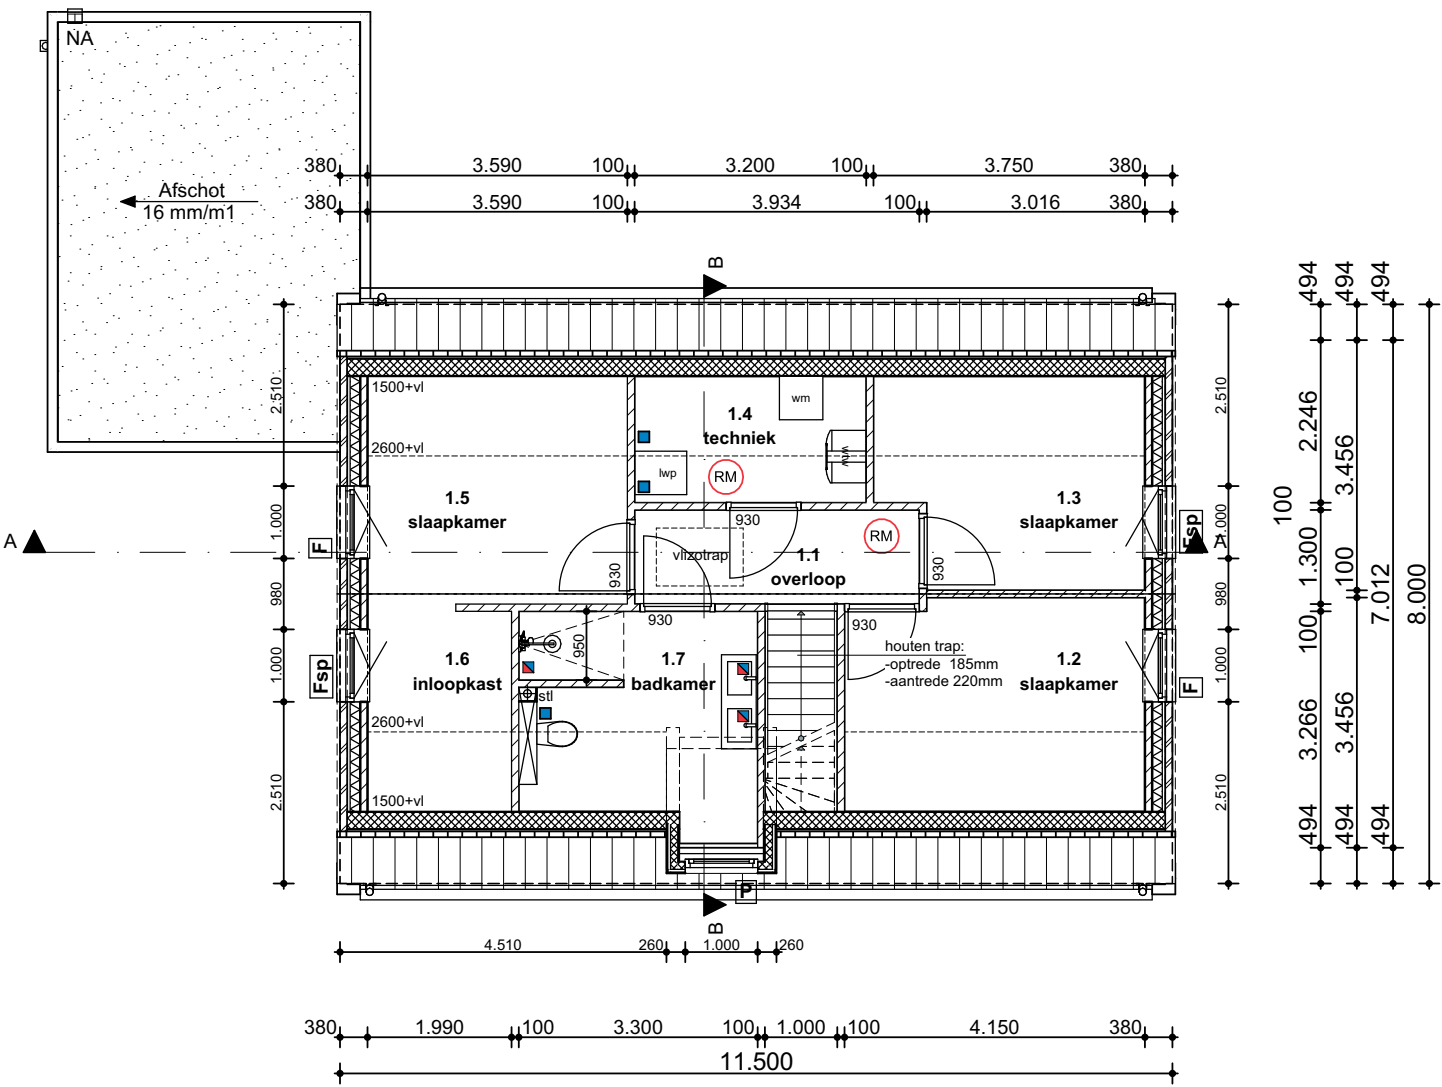 NA
Afschot
16 mm/m1
380 3.590 100 3.200 100 3.750 380
380 3.590 100 3.934 100 3.016 380
B
494 494 494
2.510
1.000
980
1.000
2.510
1500+vl
2600+vl
1.4
techniek
wm
lwp
wtw
RM
1.5
slaapkamer
1.3
slaapkamer
930
930
930
930
930
vlizotrap
1.1
overloop
RM
A
A
F
Fsp
Fsp
F
1.6
inloopkast
950
1.7
badkamer
stl
houten trap:
-optrede 185mm
-aantrede 220mm
1.2
slaapkamer
2600+vl
1500+vl
2.510
1.000
980
1.000
2.510
2.246
100
1.300
100
3.266
494
3.456
100
3.456
494
7.012
494
8.000
P
B
4.510 260 1.000 260
380 1.990 100 3.300 100 1.000 100 4.150 380
11.500